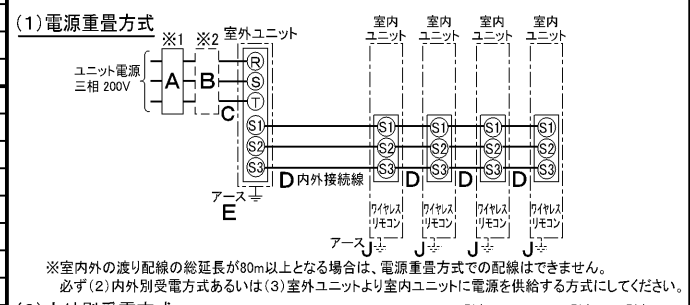 (1)電源重畳方式
※1 ※2 室外ユニット
室内ユニット 室内ユニット 室内ユニット 室内ユニット
ユニット電源
三相 200V
A B C
R
S
T
S1 S1 S1 S1 S1
S2 S2 S2 S2 S2
S3 S3 S3 S3 S3
D 内外接続線 D D D
アース
E
ワイヤレスリモコン ワイヤレスリモコン ワイヤレスリモコン ワイヤレスリモコン
アース J J J J
※室内外の渡り配線の総延長が80m以上となる場合は、電源重畳方式での配線はできません。
必ず(2)内外別受電方式あるいは(3)室外ユニットより室内ユニットに電源を供給する方式にしてください。